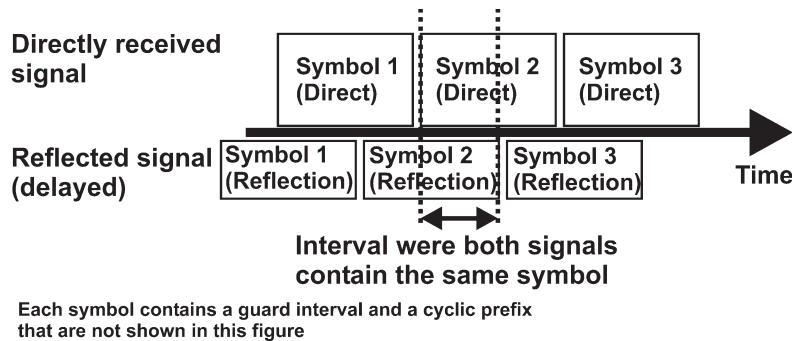 Directly received
signal
Symbol 1
(Direct)
Symbol 2
(Direct)
Symbol 3
(Direct)
Reflected signal
(delayed)
Symbol 1
(Reflection)
Symbol 2
(Reflection)
Symbol 3
(Reflection)
Time
Interval were both signals
contain the same symbol
Each symbol contains a guard interval and a cyclic prefix
that are not shown in this figure